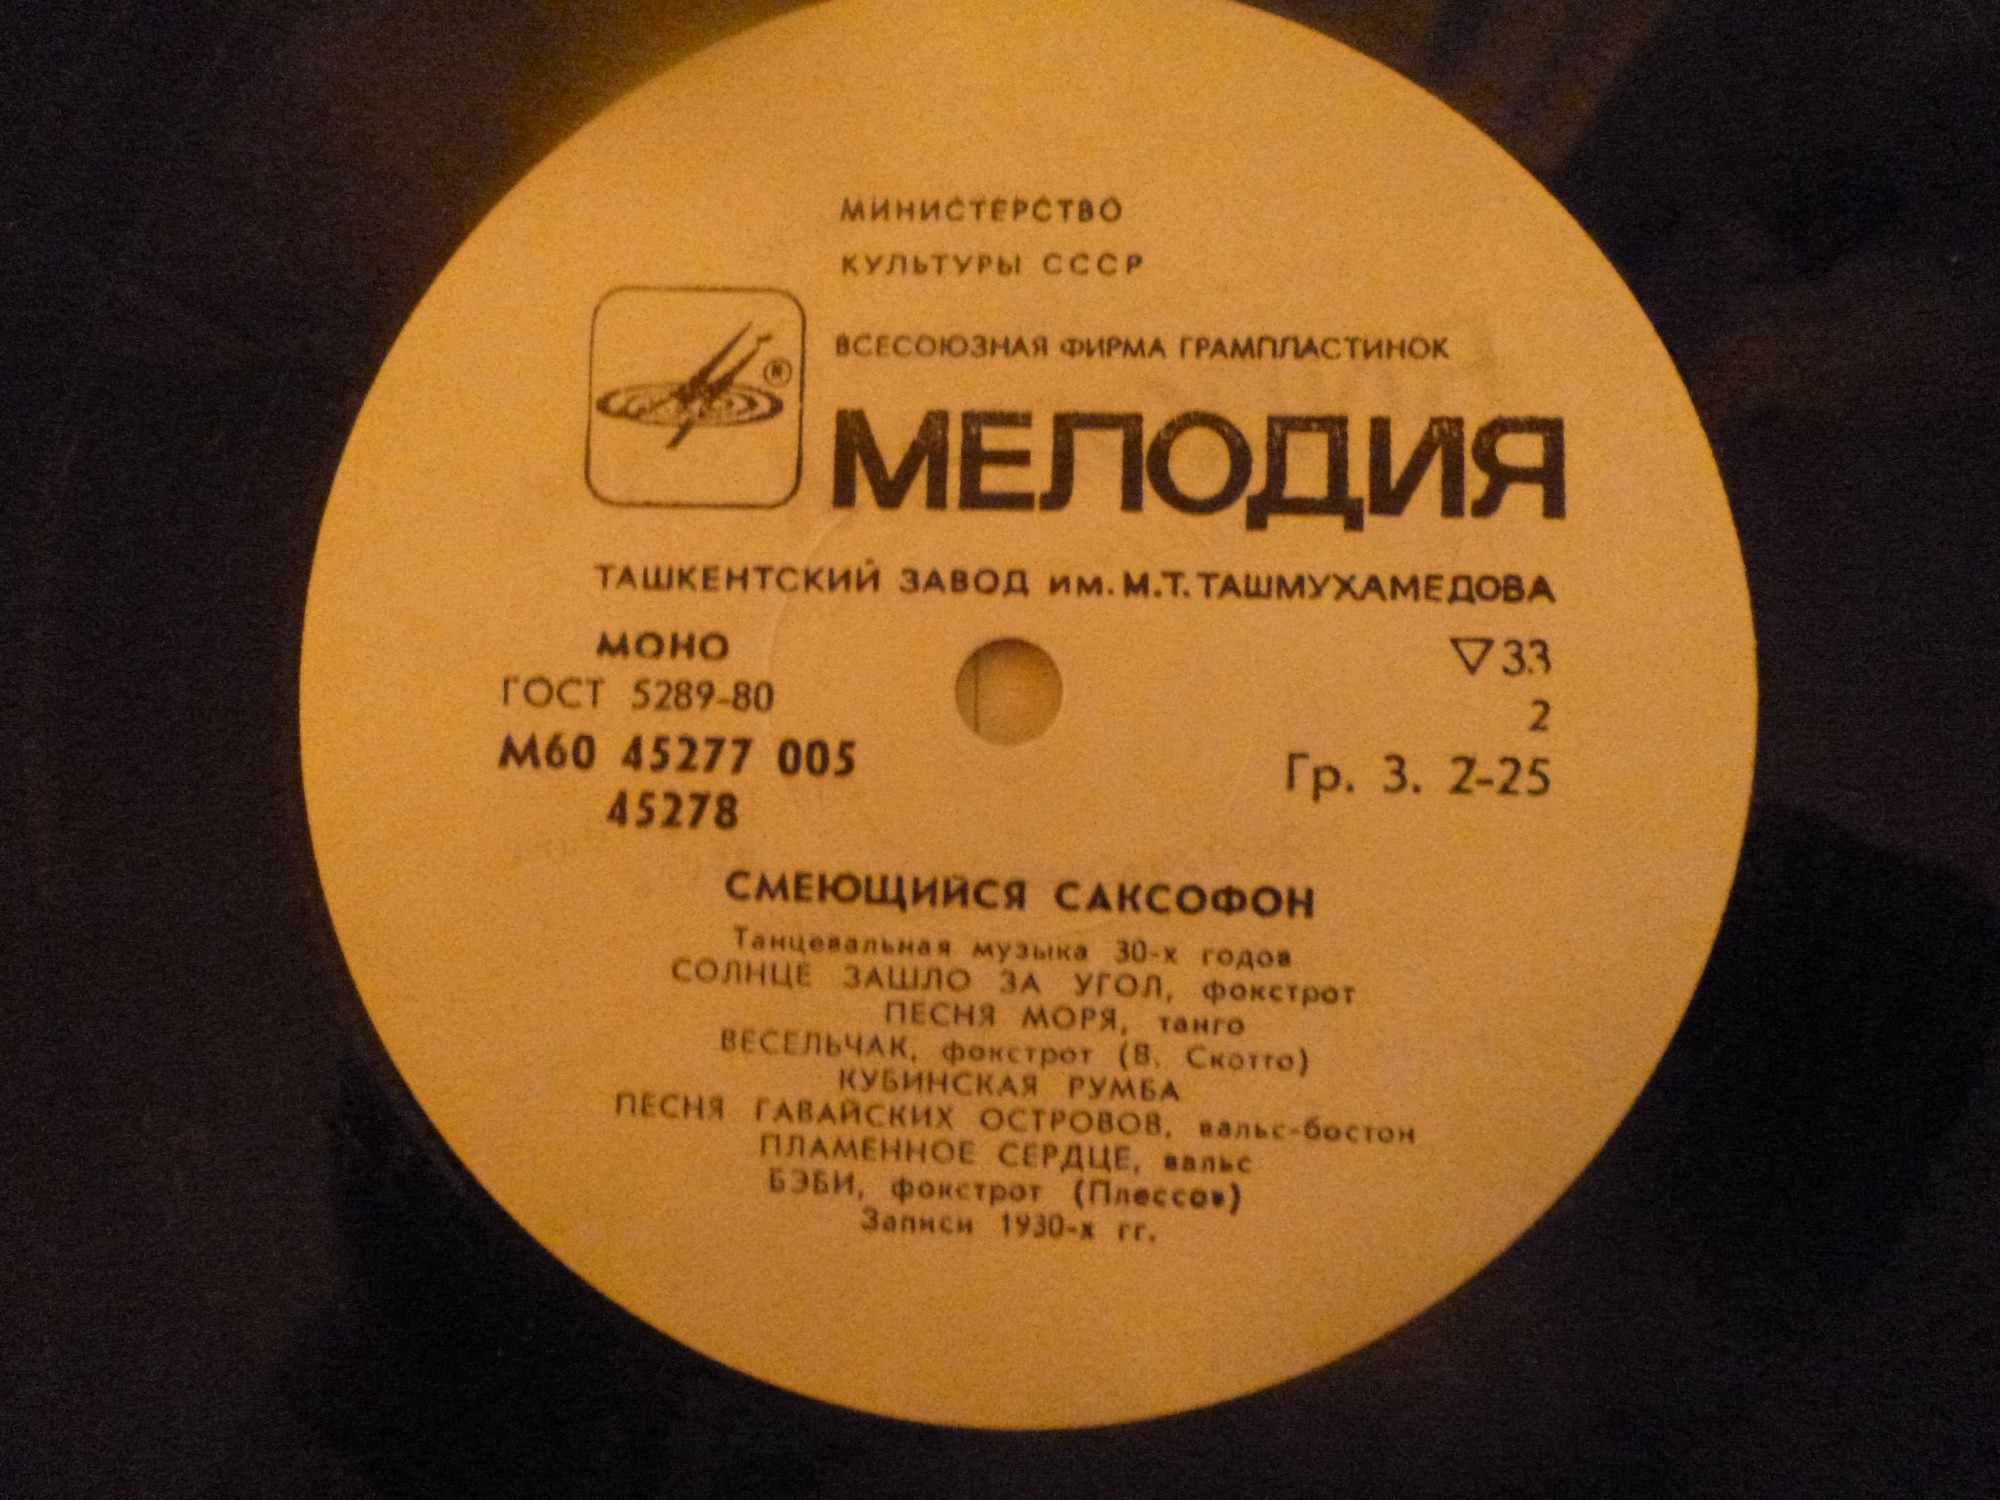 МИНИСТЕРСТВО
КУЛЬТУРЫ СССР
ВСЕСОЮЗНАЯ ФИРМА ГРАМПЛАСТИНОК
®
МЕЛОДИЯ
ТАШКЕНТСКИЙ ЗАВОД им. М.Т. ТАШМУХАМЕДОВА
МОНО
▽33
ГОСТ 5289-80
2
М60 45277 005
Гр. 3. 2-25
45278
СМЕЮЩИЙСЯ САКСОФОН
Танцевальная музыка 30-х годов
СОЛНЦЕ ЗАШЛО ЗА УГОЛ, фокстрот
ПЕСНЯ МОРЯ, танго
ВЕСЕЛЬЧАК, фокстрот (В. Скотто)
КУБИНСКАЯ РУМБА
ПЕСНЯ ГАВАЙСКИХ ОСТРОВОВ, вальс-бостон
ПЛАМЕННОЕ СЕРДЦЕ, вальс
БЭБИ, фокстрот (Плессов)
Записи 1930-х гг.